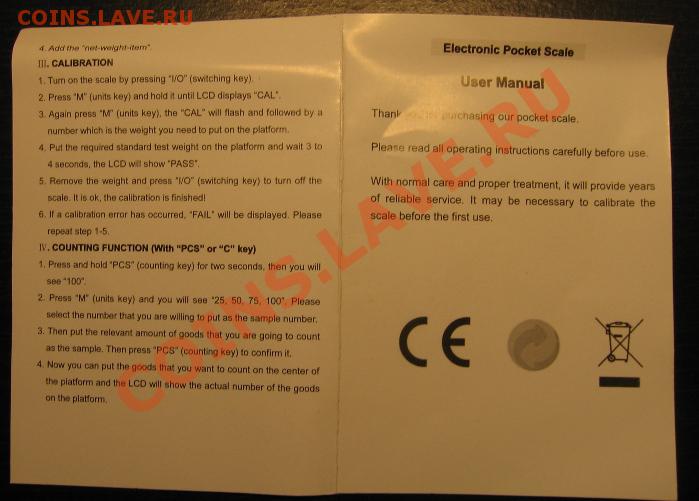 COINS.LAVE.RU
4. Add the "net-weight-item".
III. CALIBRATION
1. Turn on the scale by pressing "I/O" (switching key).
2. Press "M" (units key) and hold it until LCD displays "CAL".
3. Again press "M" (units key), the "CAL" will flash and followed by a
number which is the weight you need to put on the platform.
4. Put the required standard test weight on the platform and wait 3 to
4 seconds, the LCD will show "PASS".
5. Remove the weight and press "I/O" (switching key) to turn off the
scale. It is ok, the calibration is finished!
6. If a calibration error has occurred, "FAIL" will be displayed. Please
repeat step 1-5.
IV. COUNTING FUNCTION (With "PCS" or "C" key)
1. Press and hold "PCS" (counting key) for two seconds, then you will
see "100".
2. Press "M" (units key) and you will see "25, 50, 75, 100". Please
select the number that you are willing to put as the sample number.
3. Then put the relevant amount of goods that you are going to count
as the sample. Then press "PCS" (counting key) to confirm it.
4. Now you can put the goods that you want to count on the center of
the platform and the LCD will show the actual number of the goods
on the platform.
Electronic Pocket Scale
User Manual
Thank you for purchasing our pocket scale.
Please read all operating instructions carefully before use.
With normal care and proper treatment, it will provide years
of reliable service. It may be necessary to calibrate the
scale before the first use.
CE
COINS.LAVE.RU
COINS.LAVE.RU